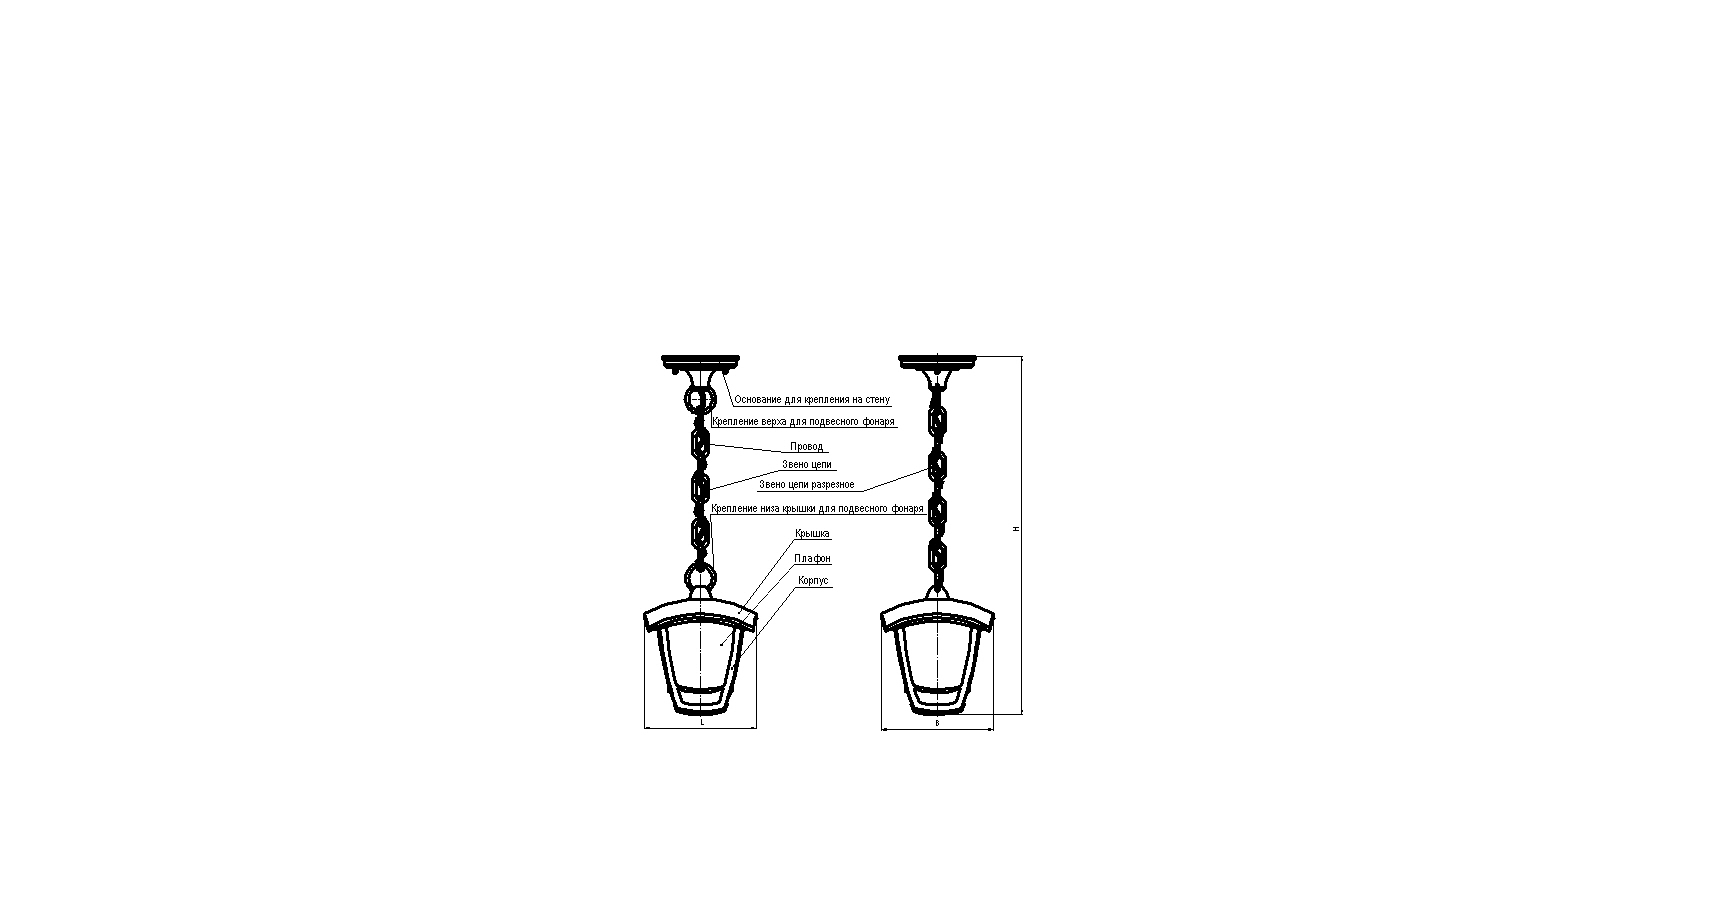 Основание для крепления на стену
Крепление верха для подвесного фонаря
Провод
Звено цепи
Звено цепи разрезное
Крепление низа крышки для подвесного фонаря
H
Крышка
Плафон
Корпус
L
B